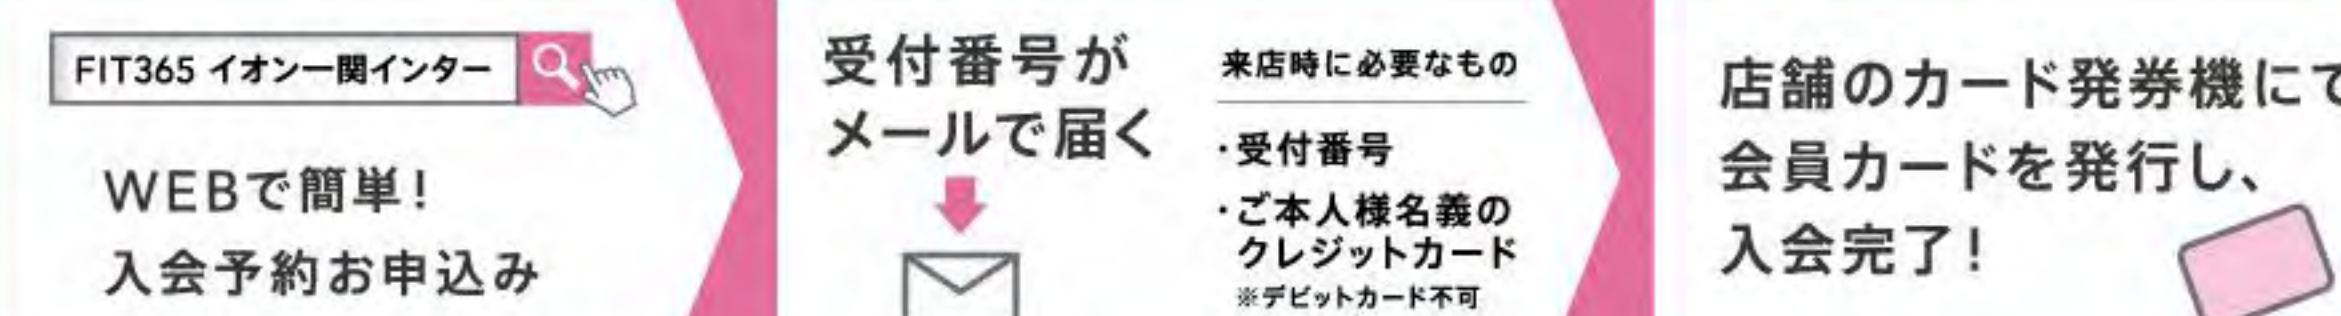 FIT365 イオン一関インター
WEBで簡単!
入会予約お申込み
受付番号が
メールで届く
来店時に必要なもの
・受付番号
・ご本人様名義の
クレジットカード
※デビットカード不可
店舗のカード発券機にて
会員カードを発行し、
入会完了!